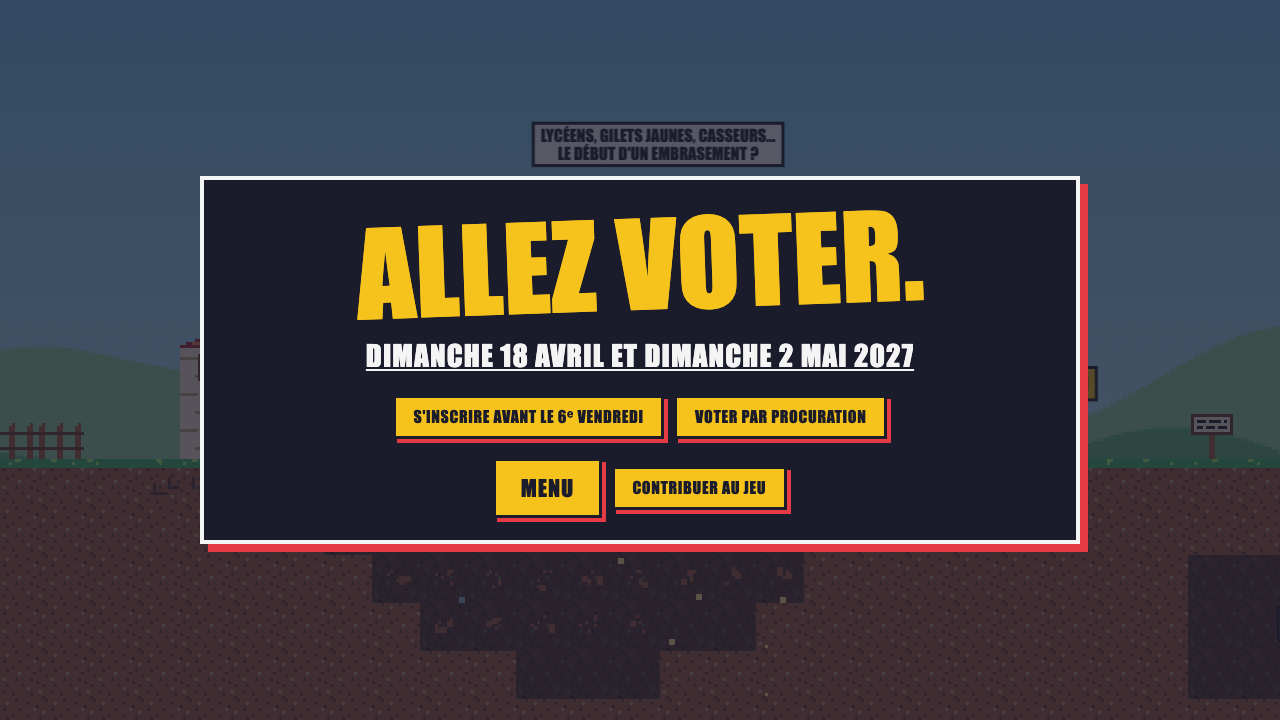 LYCÉENS, GILETS JAUNES, CASSEURS...
LE DÉBUT D'UN EMBRASEMENT ?
ALLEZ VOTER.
DIMANCHE 18 AVRIL ET DIMANCHE 2 MAI 2027
S'INSCRIRE AVANT LE 6ᵉ VENDREDI
VOTER PAR PROCURATION
MENU
CONTRIBUER AU JEU